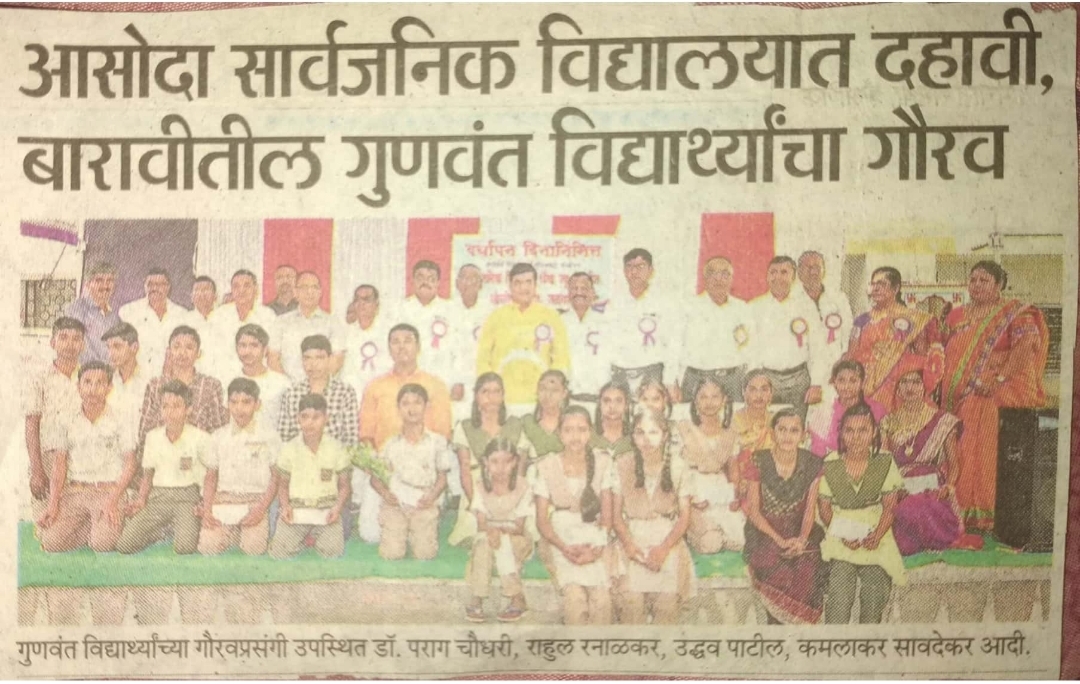 आसोदा सार्वजनिक विद्यालयात दहावी,
बारावीतील गुणवंत विद्यार्थ्यांचा गौरव
वर्धापन दिनानिमित्त
गुणवंत विद्यार्थ्यांच्या गौरवप्रसंगी उपस्थित डॉ. पराग चौधरी, राहुल रनाळकर, उद्धव पाटील, कमलाकर सावदेकर आदी.